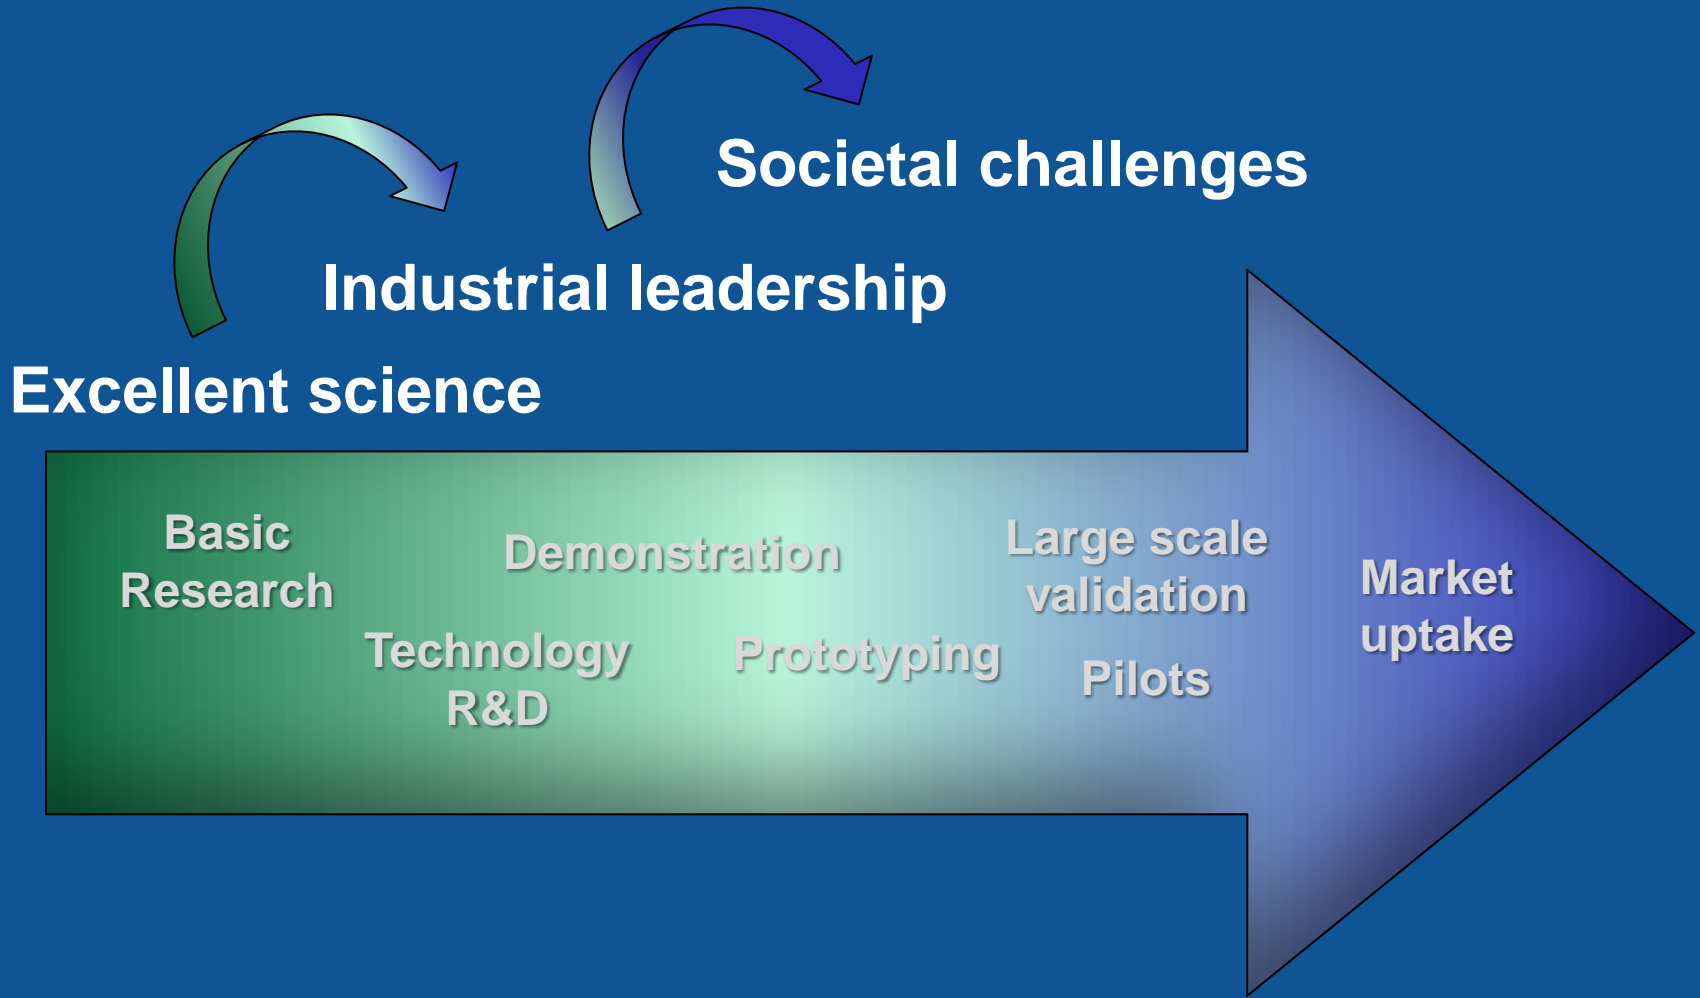 Societal challenges
Industrial leadership
Excellent science
Basic
Research
Demonstration
Technology
R&D
Prototyping
Large scale
validation
Pilots
Market
uptake